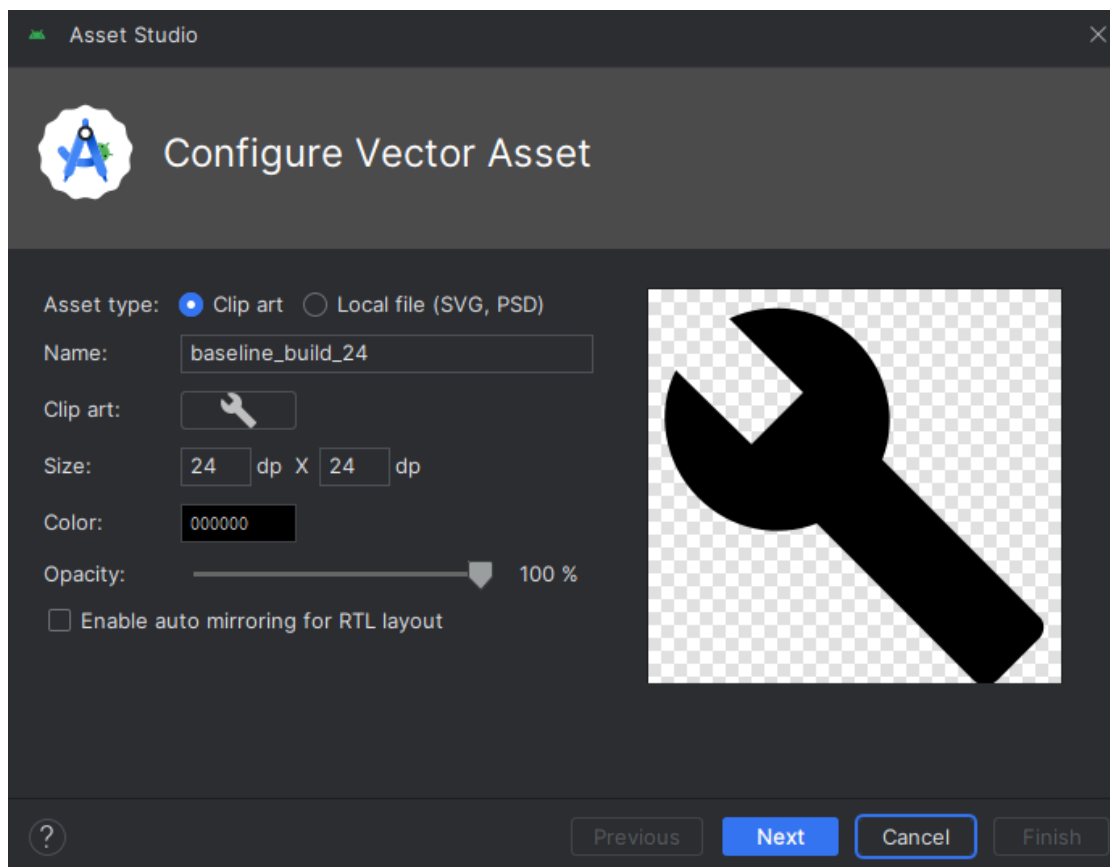 Asset Studio
Configure Vector Asset
Asset type: Clip art Local file (SVG, PSD)
Name: baseline_build_24
Clip art:
Size: 24 dp X 24 dp
Color: 000000
Opacity: 100 %
Enable auto mirroring for RTL layout
? Previous Next Cancel Finish